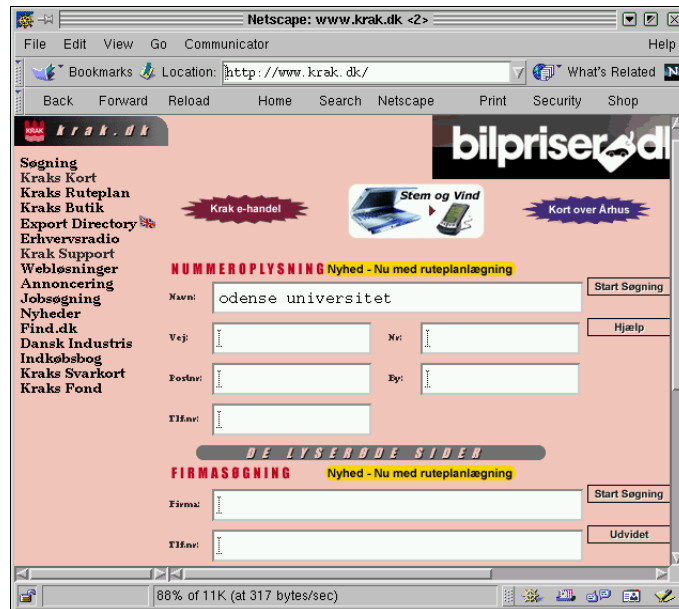 Netscape: www.krak.dk <2>
File Edit View Go Communicator Help
Bookmarks Location: http://www.krak.dk/ What's Related N
Back Forward Reload Home Search Netscape Print Security Shop
KRAK krak.dk
bilpriser.dk
Søgning
Kraks Kort
Kraks Ruteplan
Kraks Butik
Export Directory
Erhvervsradio
Krak Support
Webløsninger
Annoncering
Jobsøgning
Nyheder
Find.dk
Dansk Industris
Indkøbsbog
Kraks Svarkort
Kraks Fond
Krak e-handel
Stem og Vind
Kort over Århus
NUMMEROPLYSNING Nyhed - Nu med ruteplanlægning
Navn: odense universitet Start Søgning
Vej: Nr: Hjælp
Postnr: By:
Tlf.nr:
DE LYSERØDE SIDER
FIRMASØGNING Nyhed - Nu med ruteplanlægning
Firma: Start Søgning
Tlf.nr: Udvidet
88% of 11K (at 317 bytes/sec)